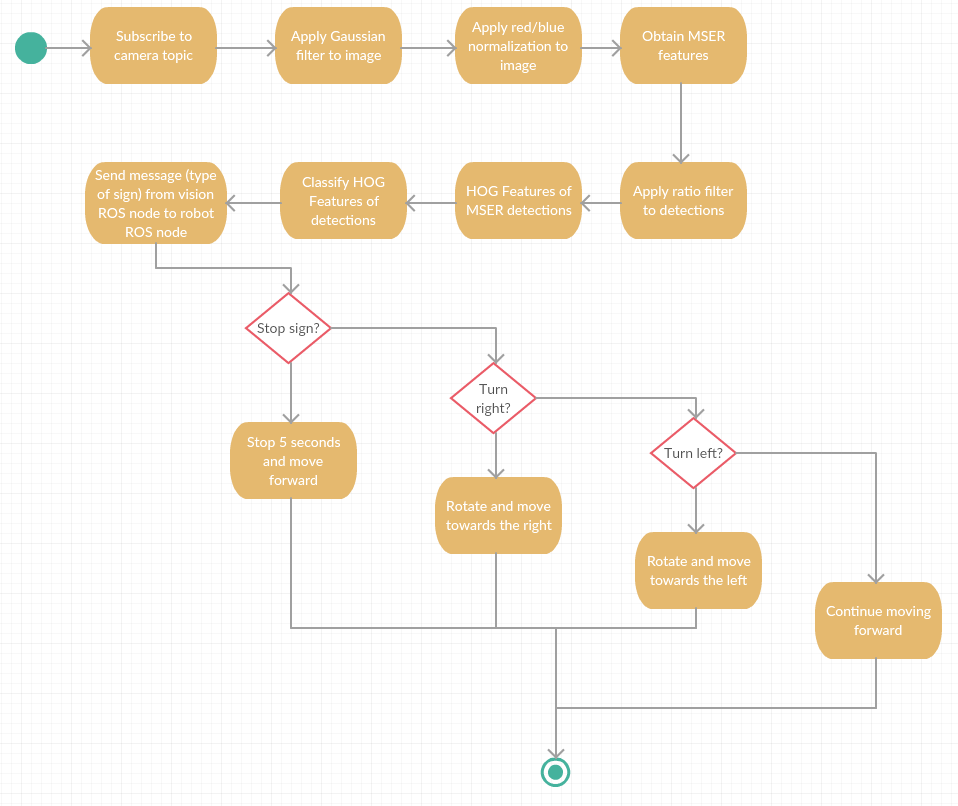 Subscribe to
camera topic
Apply Gaussian
filter to image
Apply red/blue
normalization to
image
Obtain MSER
features
Send message (type
of sign) from vision
ROS node to robot
ROS node
Classify HOG
Features of
detections
HOG Features of
MSER detections
Apply ratio filter
to detections
Stop sign?
Turn
right?
Turn left?
Stop 5 seconds
and move
forward
Rotate and move
towards the right
Rotate and move
towards the left
Continue moving
forward